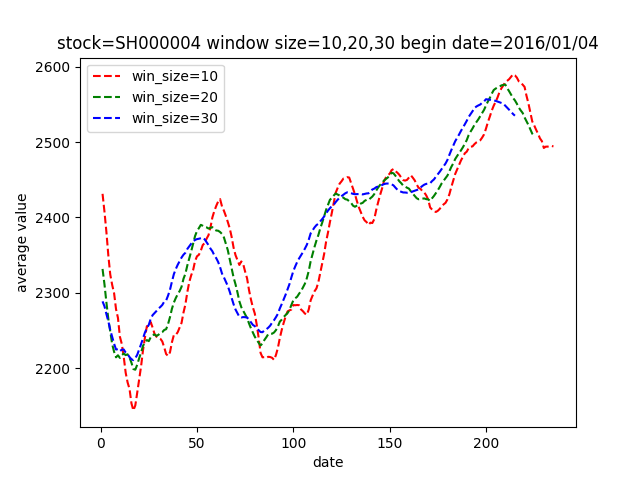 stock=SH000004 window size=10,20,30 begin date=2016/01/04
win_size=10
win_size=20
win_size=30
2600
2500
2400
2300
2200
average value
0 50 100 150 200
date